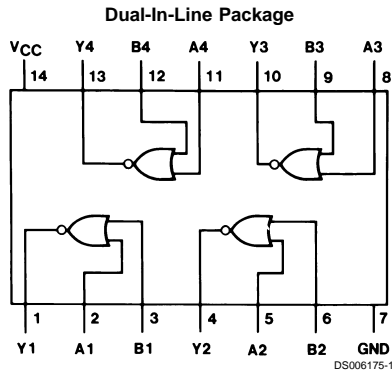 Dual-In-Line Package
VCC Y4 B4 A4 Y3 B3 A3
14 13 12 11 10 9 8
1 2 3 4 5 6 7
Y1 A1 B1 Y2 A2 B2 GND
DS006175-1